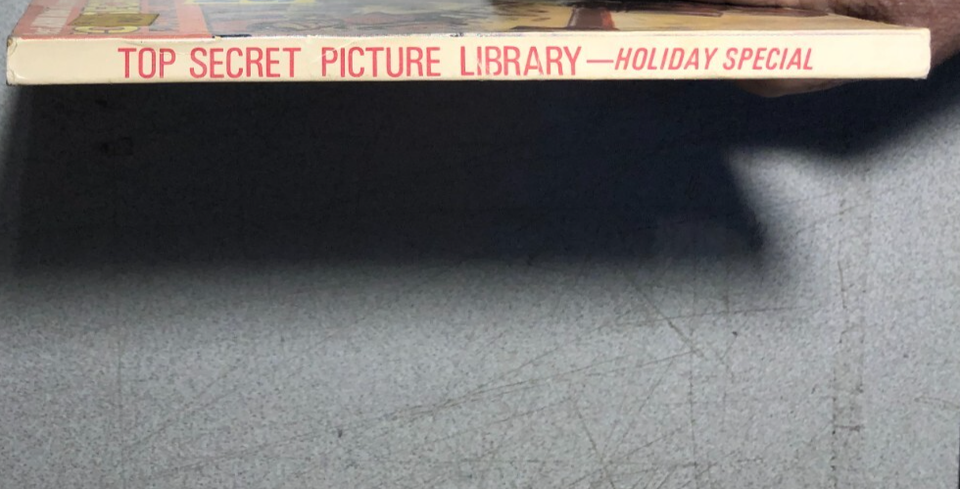 TOP SECRET PICTURE LIBRARY—HOLIDAY SPECIAL